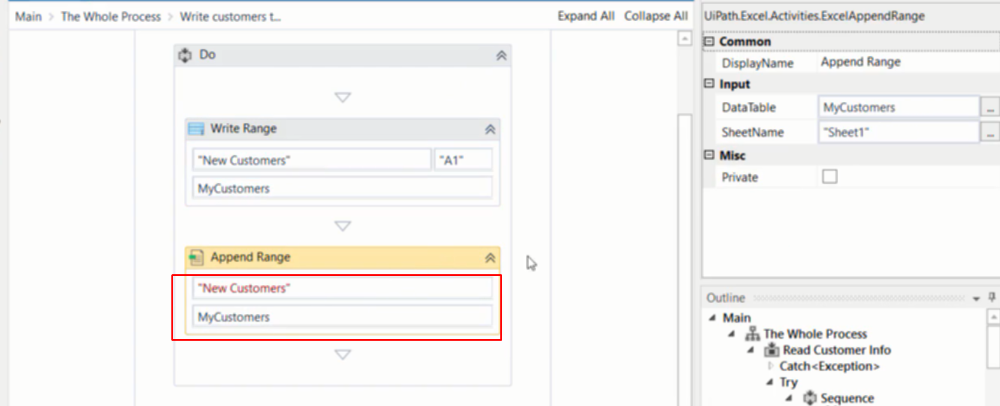 Main > The Whole Process > Write customers t...
Expand All Collapse All
Do
Write Range
"New Customers" "A1"
MyCustomers
Append Range
"New Customers"
MyCustomers
UiPath.Excel.Activities.ExcelAppendRange
Common
DisplayName Append Range
Input
DataTable MyCustomers ...
SheetName "Sheet1" ...
Misc
Private
Outline
Main
The Whole Process
Read Customer Info
Catch<Exception>
Try
Sequence